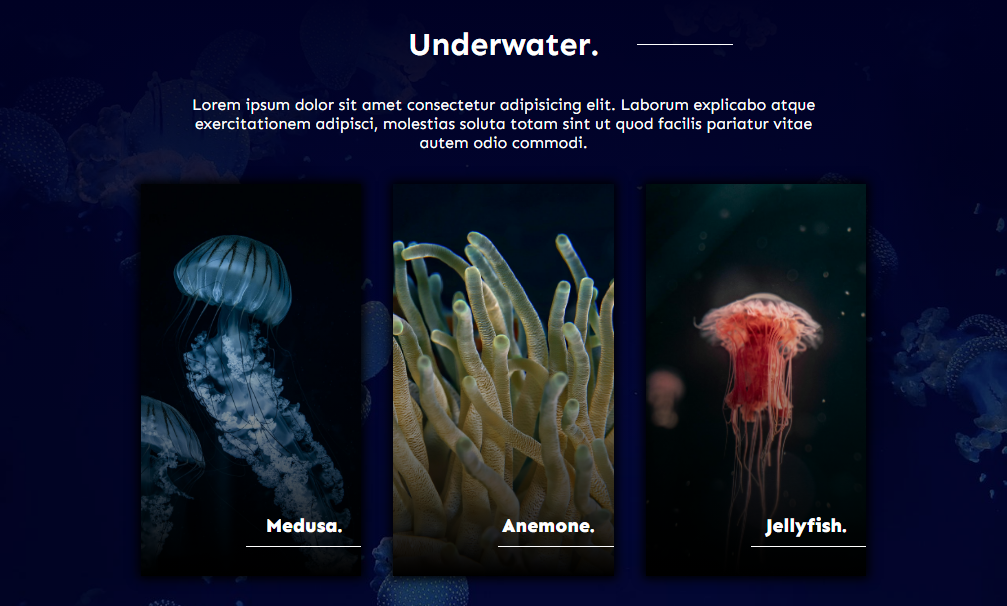 Underwater.
Lorem ipsum dolor sit amet consectetur adipisicing elit. Laborum explicabo atque
exercitationem adipisci, molestias soluta totam sint ut quod facilis pariatur vitae
autem odio commodi.
Medusa.
Anemone.
Jellyfish.